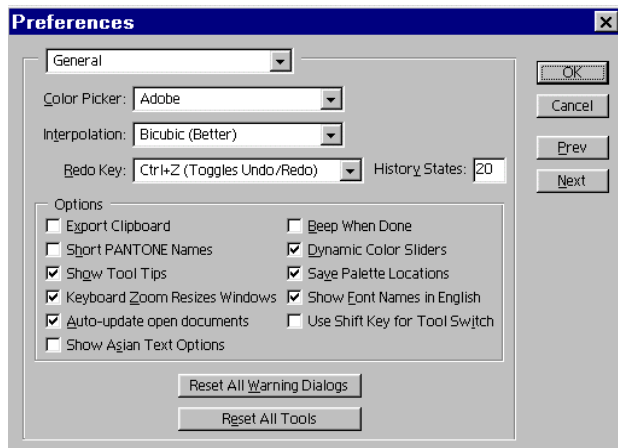 Preferences
General
OK
Color Picker: Adobe
Cancel
Interpolation: Bicubic (Better)
Prev
Redo Key: Ctrl+Z (Toggles Undo/Redo) History States: 20
Next
Options
Export Clipboard Beep When Done
Short PANTONE Names Dynamic Color Sliders
Show Tool Tips Save Palette Locations
Keyboard Zoom Resizes Windows Show Font Names in English
Auto-update open documents Use Shift Key for Tool Switch
Show Asian Text Options
Reset All Warning Dialogs
Reset All Tools